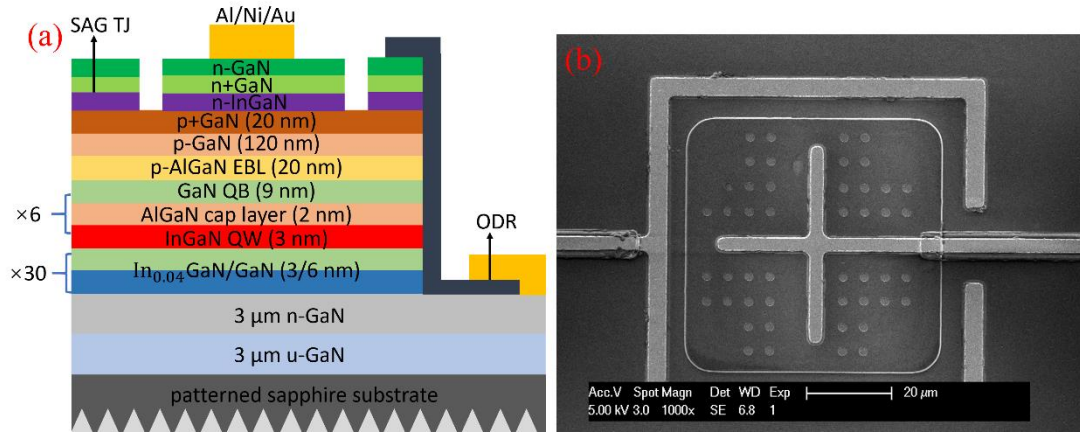 (a)
SAG TJ
Al/Ni/Au
n-GaN
n+GaN
n-InGaN
p+GaN (20 nm)
p-GaN (120 nm)
p-AlGaN EBL (20 nm)
GaN QB (9 nm)
×6
AlGaN cap layer (2 nm)
InGaN QW (3 nm)
ODR
×30
In0.04GaN/GaN (3/6 nm)
3 μm n-GaN
3 μm u-GaN
patterned sapphire substrate
(b)
Acc.V Spot Magn Det WD Exp
5.00 kV 3.0 1000x SE 6.8 1
20 μm